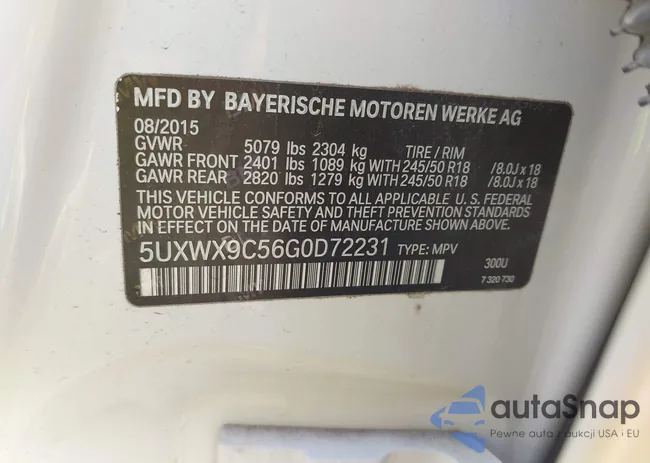 MFD BY BAYERISCHE MOTOREN WERKE AG
08/2015
GVWR 5079 lbs 2304 kg TIRE / RIM
GAWR FRONT 2401 lbs 1089 kg WITH 245/50 R18 / 8.0J x 18
GAWR REAR 2820 lbs 1279 kg WITH 245/50 R18 / 8.0J x 18
THIS VEHICLE CONFORMS TO ALL APPLICABLE U. S. FEDERAL
MOTOR VEHICLE SAFETY AND THEFT PREVENTION STANDARDS
IN EFFECT ON THE DATE OF MANUFACTURE SHOWN ABOVE.
5UXWX9C56G0D72231 TYPE: MPV
300U
7 320 730
autaSnap
Pewne auta z aukcji USA i EU